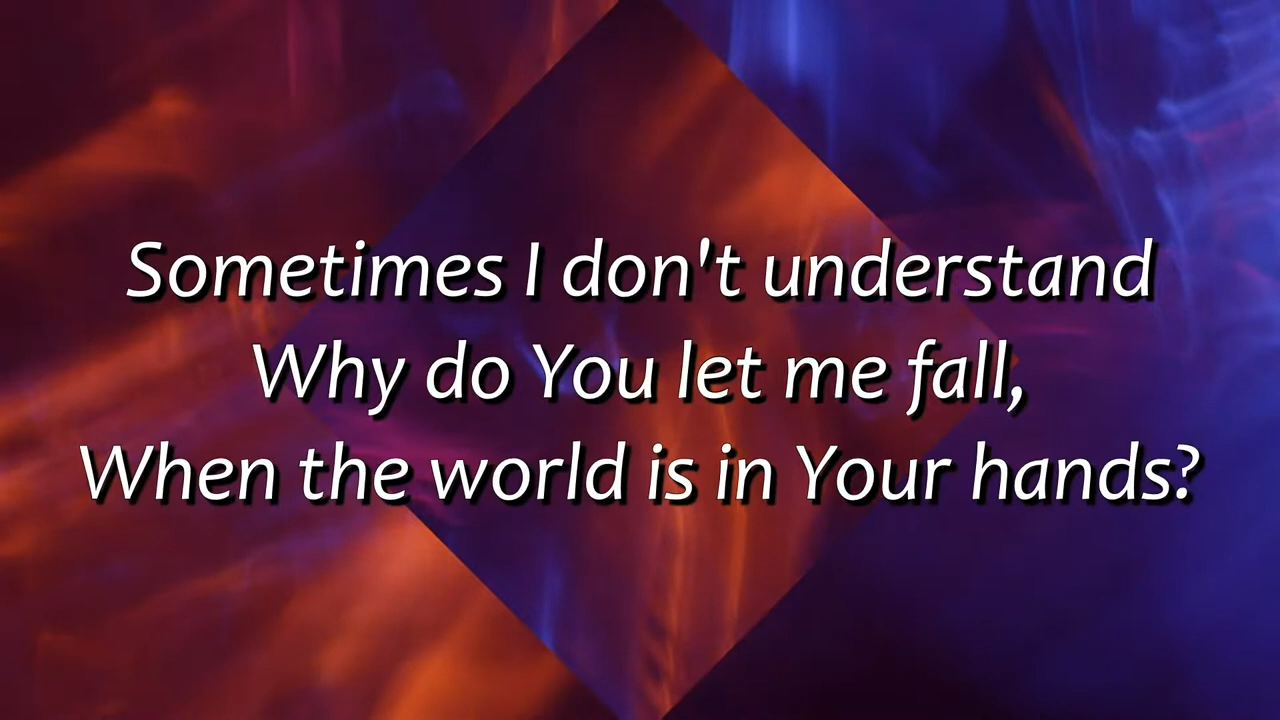 Sometimes I don't understand
Why do You let me fall,
When the world is in Your hands?